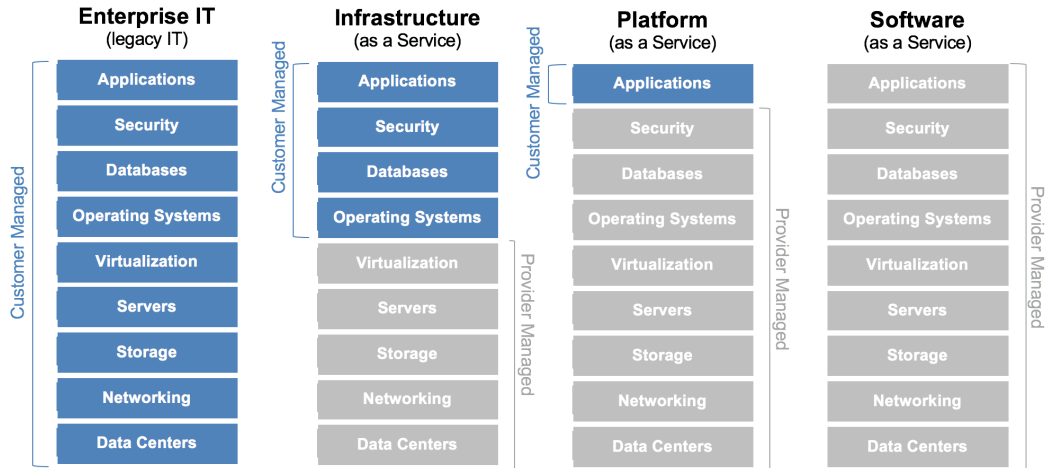 Enterprise IT
(legacy IT)
Customer Managed
Applications
Security
Databases
Operating Systems
Virtualization
Servers
Storage
Networking
Data Centers
Infrastructure
(as a Service)
Customer Managed
Applications
Security
Databases
Operating Systems
Virtualization
Servers
Storage
Networking
Data Centers
Provider Managed
Platform
(as a Service)
Customer Managed
Applications
Security
Databases
Operating Systems
Virtualization
Servers
Storage
Networking
Data Centers
Provider Managed
Software
(as a Service)
Applications
Security
Databases
Operating Systems
Virtualization
Servers
Storage
Networking
Data Centers
Provider Managed